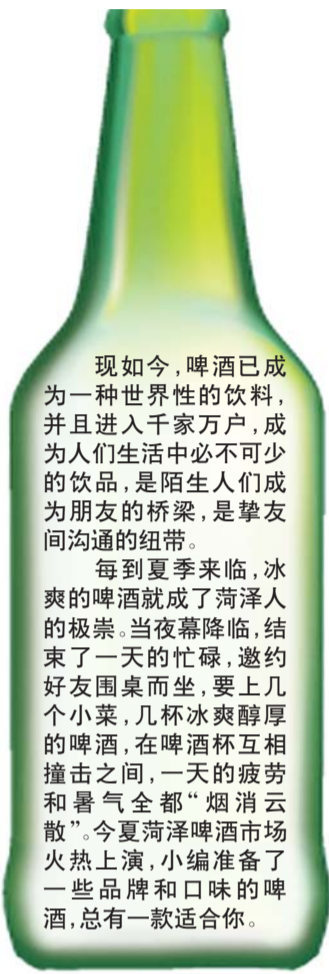 现如今，啤酒已成
为一种世界性的饮料，
并且进入千家万户，成
为人们生活中必不可少
的饮品，是陌生人们成
为朋友的桥梁，是挚友
间沟通的纽带。
每到夏季来临，冰
爽的啤酒就成了菏泽人
的极崇。当夜幕降临，结
束了一天的忙碌，邀约
好友围桌而坐，要上几
个小菜，几杯冰爽醇厚
的啤酒，在啤酒杯互相
撞击之间，一天的疲劳
和暑气全都“烟消云
散”。今夏菏泽啤酒市场
火热上演，小编准备了
一些品牌和口味的啤
酒，总有一款适合你。